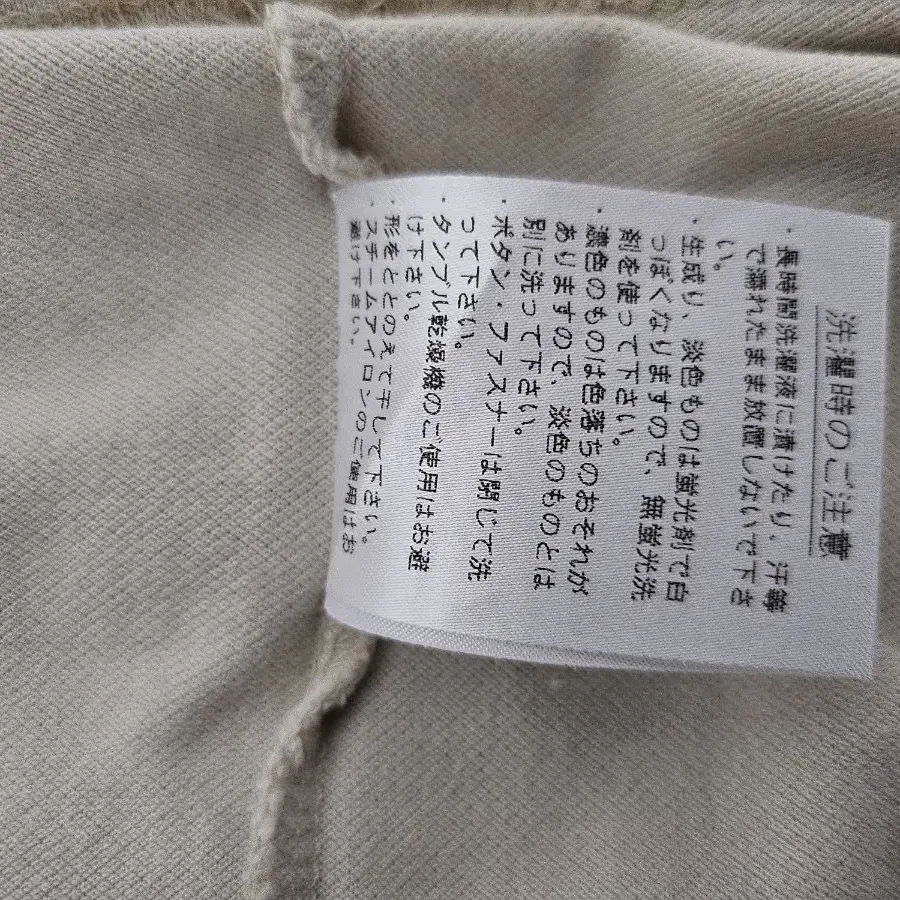 洗濯時のご注意
・長時間洗濯液に漬けたり、汗等
で濡れたまま放置しないで下さ
い。
・生成り、淡色ものは蛍光剤で白
っぽくなりますので、無蛍光洗
剤を使って下さい。
・濃色のものは色落ちのおそれが
ありますので、淡色のものとは
別に洗って下さい。
・ボタン・ファスナーは閉じて洗
って下さい。
・タンブル乾燥機のご使用はお避
け下さい。
・形をととのえて干して下さい。
・スチームアイロンのご使用はお
避け下さい。